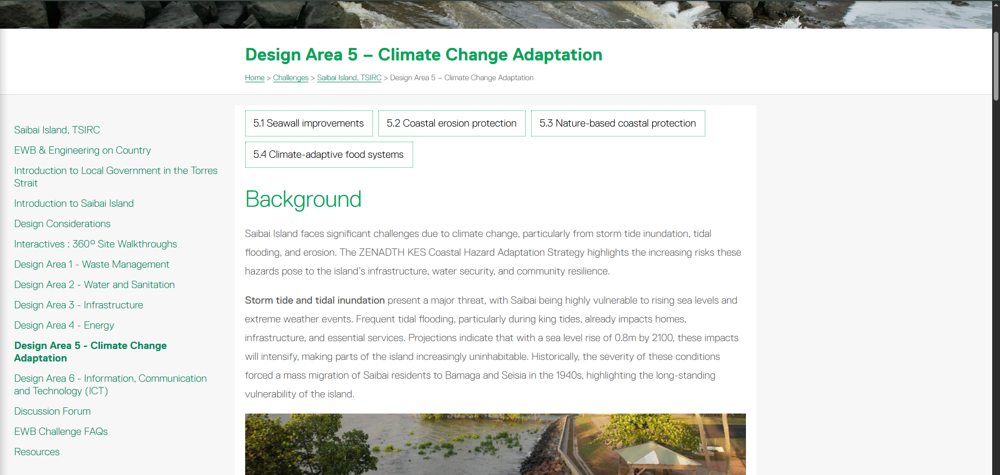 Design Area 5 – Climate Change Adaptation
Home > Challenges > Saibai Island, TSIRC > Design Area 5 – Climate Change Adaptation
Saibai Island, TSIRC
EWB & Engineering on Country
Introduction to Local Government in the Torres
Strait
Introduction to Saibai Island
Design Considerations
Interactives : 360º Site Walkthroughs
Design Area 1 - Waste Management
Design Area 2 - Water and Sanitation
Design Area 3 - Infrastructure
Design Area 4 - Energy
Design Area 5 - Climate Change
Adaptation
Design Area 6 - Information, Communication
and Technology (ICT)
Discussion Forum
EWB Challenge FAQs
Resources
5.1 Seawall improvements
5.2 Coastal erosion protection
5.3 Nature-based coastal protection
5.4 Climate-adaptive food systems
Background
Saibai Island faces significant challenges due to climate change, particularly from storm tide inundation, tidal
flooding, and erosion. The ZENADTH KES Coastal Hazard Adaptation Strategy highlights the increasing risks these
hazards pose to the island's infrastructure, water security, and community resilience.
Storm tide and tidal inundation present a major threat, with Saibai being highly vulnerable to rising sea levels and
extreme weather events. Frequent tidal flooding, particularly during king tides, already impacts homes,
infrastructure, and essential services. Projections indicate that with a sea level rise of 0.8m by 2100, these impacts
will intensify, making parts of the island increasingly uninhabitable. Historically, the severity of these conditions
forced a mass migration of Saibai residents to Bamaga and Seisia in the 1940s, highlighting the long-standing
vulnerability of the island.